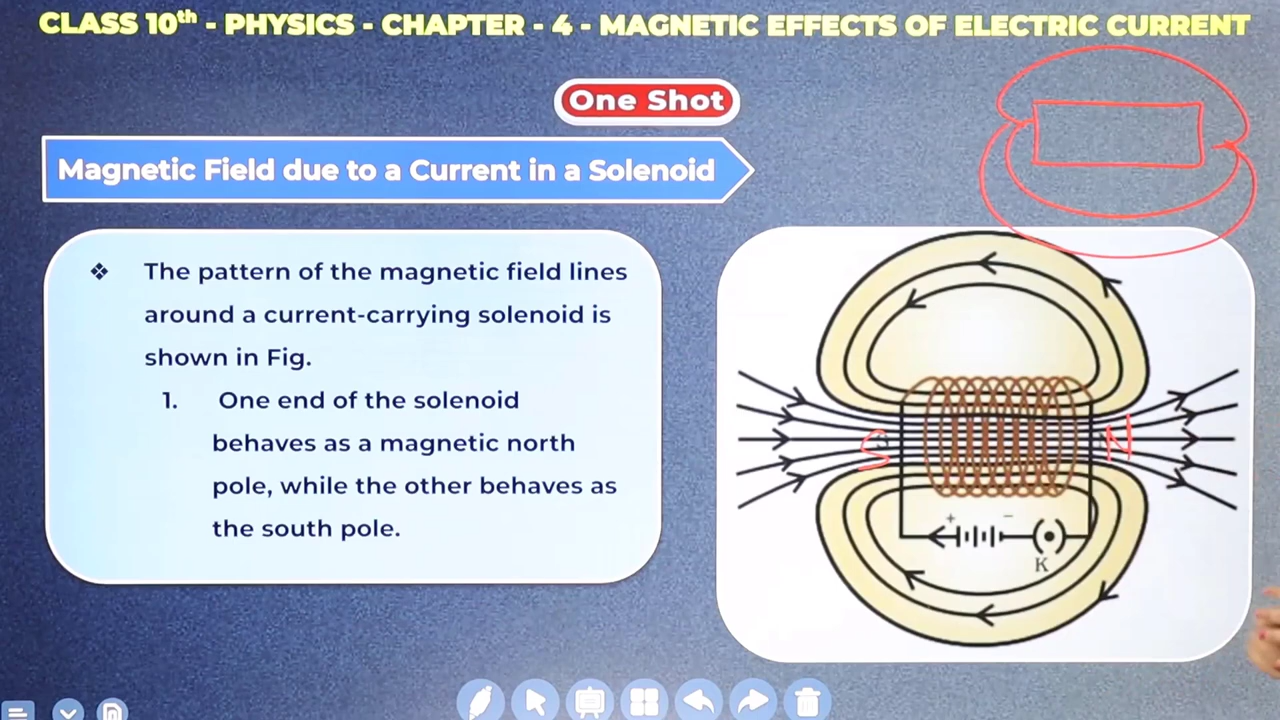 CLASS 10th - PHYSICS - CHAPTER - 4 - MAGNETIC EFFECTS OF ELECTRIC CURRENT
One Shot
Magnetic Field due to a Current in a Solenoid
❖ The pattern of the magnetic field lines
around a current-carrying solenoid is
shown in Fig.
1. One end of the solenoid
behaves as a magnetic north
pole, while the other behaves as
the south pole.
S N
+ −
K